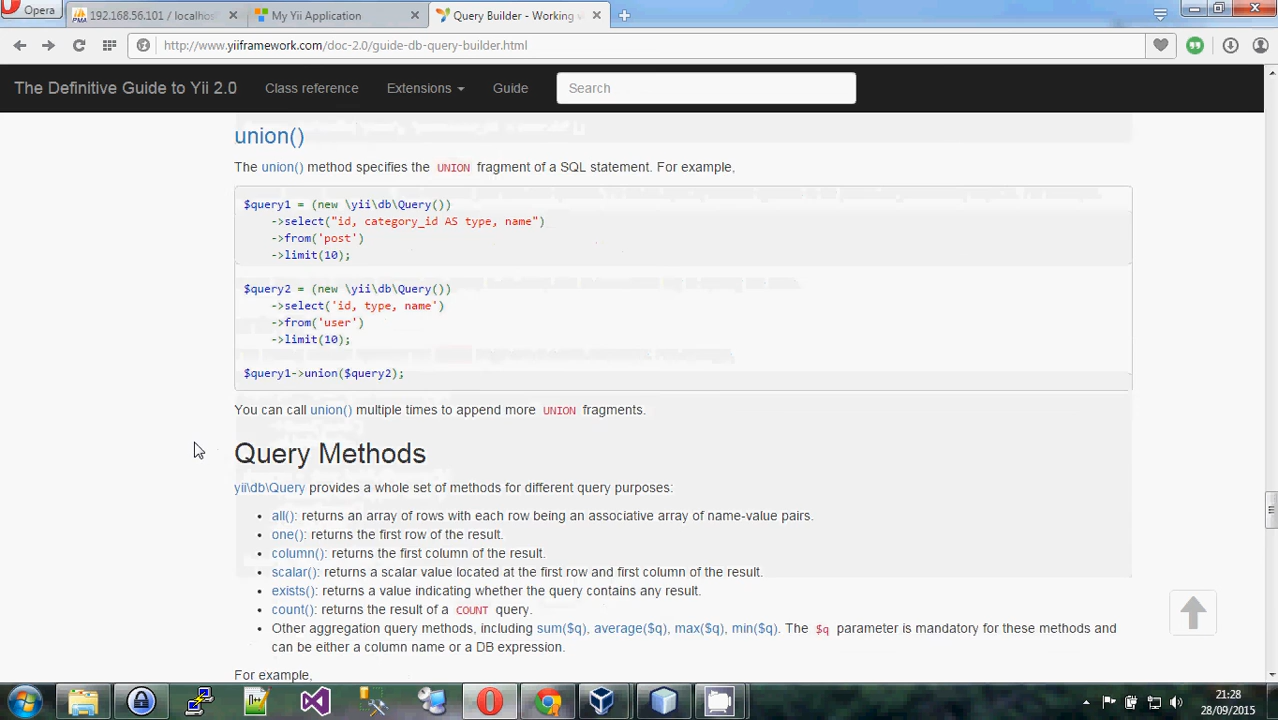 Opera
192.168.56.101 / localhos
My Yii Application
Query Builder - Working
http://www.yiiframework.com/doc-2.0/guide-db-query-builder.html
The Definitive Guide to Yii 2.0 Class reference Extensions Guide Search
union()
The union() method specifies the UNION fragment of a SQL statement. For example,
$query1 = (new \yii\db\Query())
->select("id, category_id AS type, name")
->from('post')
->limit(10);
$query2 = (new \yii\db\Query())
->select('id, type, name')
->from('user')
->limit(10);
$query1->union($query2);
You can call union() multiple times to append more UNION fragments.
Query Methods
yii\db\Query provides a whole set of methods for different query purposes:
• all(): returns an array of rows with each row being an associative array of name-value pairs.
• one(): returns the first row of the result.
• column(): returns the first column of the result.
• scalar(): returns a scalar value located at the first row and first column of the result.
• exists(): returns a value indicating whether the query contains any result.
• count(): returns the result of a COUNT query.
• Other aggregation query methods, including sum($q), average($q), max($q), min($q). The $q parameter is mandatory for these methods and
can be either a column name or a DB expression.
For example,
21:28
28/09/2015